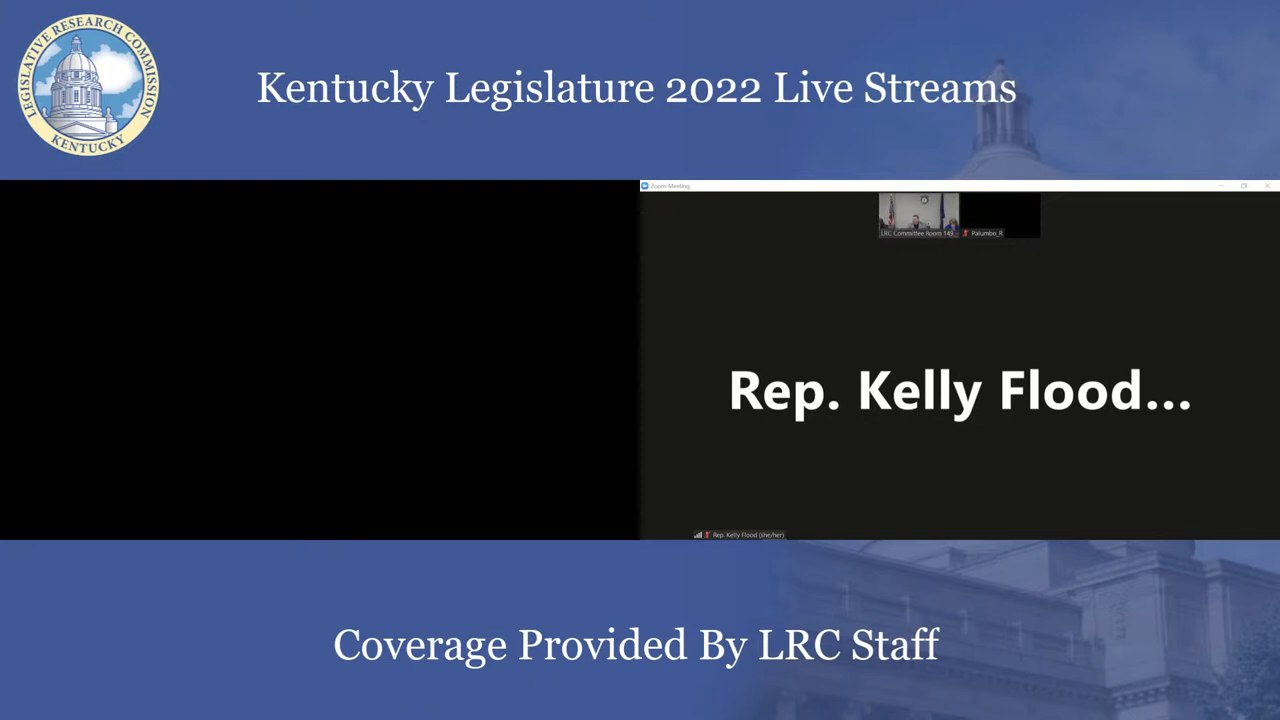 LEGISLATIVE RESEARCH COMMISSION
KENTUCKY
Kentucky Legislature 2022 Live Streams
Zoom Meeting
LRC Committee Room 149
Palumbo_R
Rep. Kelly Flood...
Rep. Kelly Flood (she/her)
Coverage Provided By LRC Staff